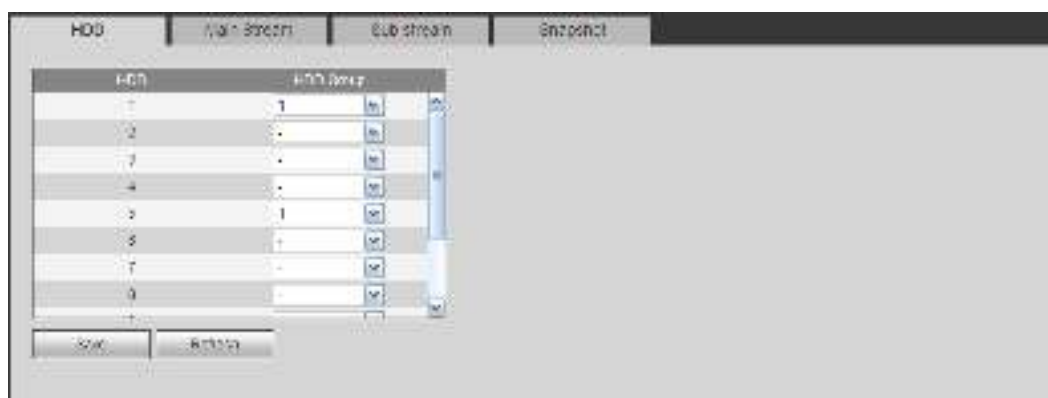 HDD Main Stream Sub stream Snapshot
HDD HDD Group
1 1
2 -
3 -
4 -
5 1
6 -
7 -
8 -
Save Refresh